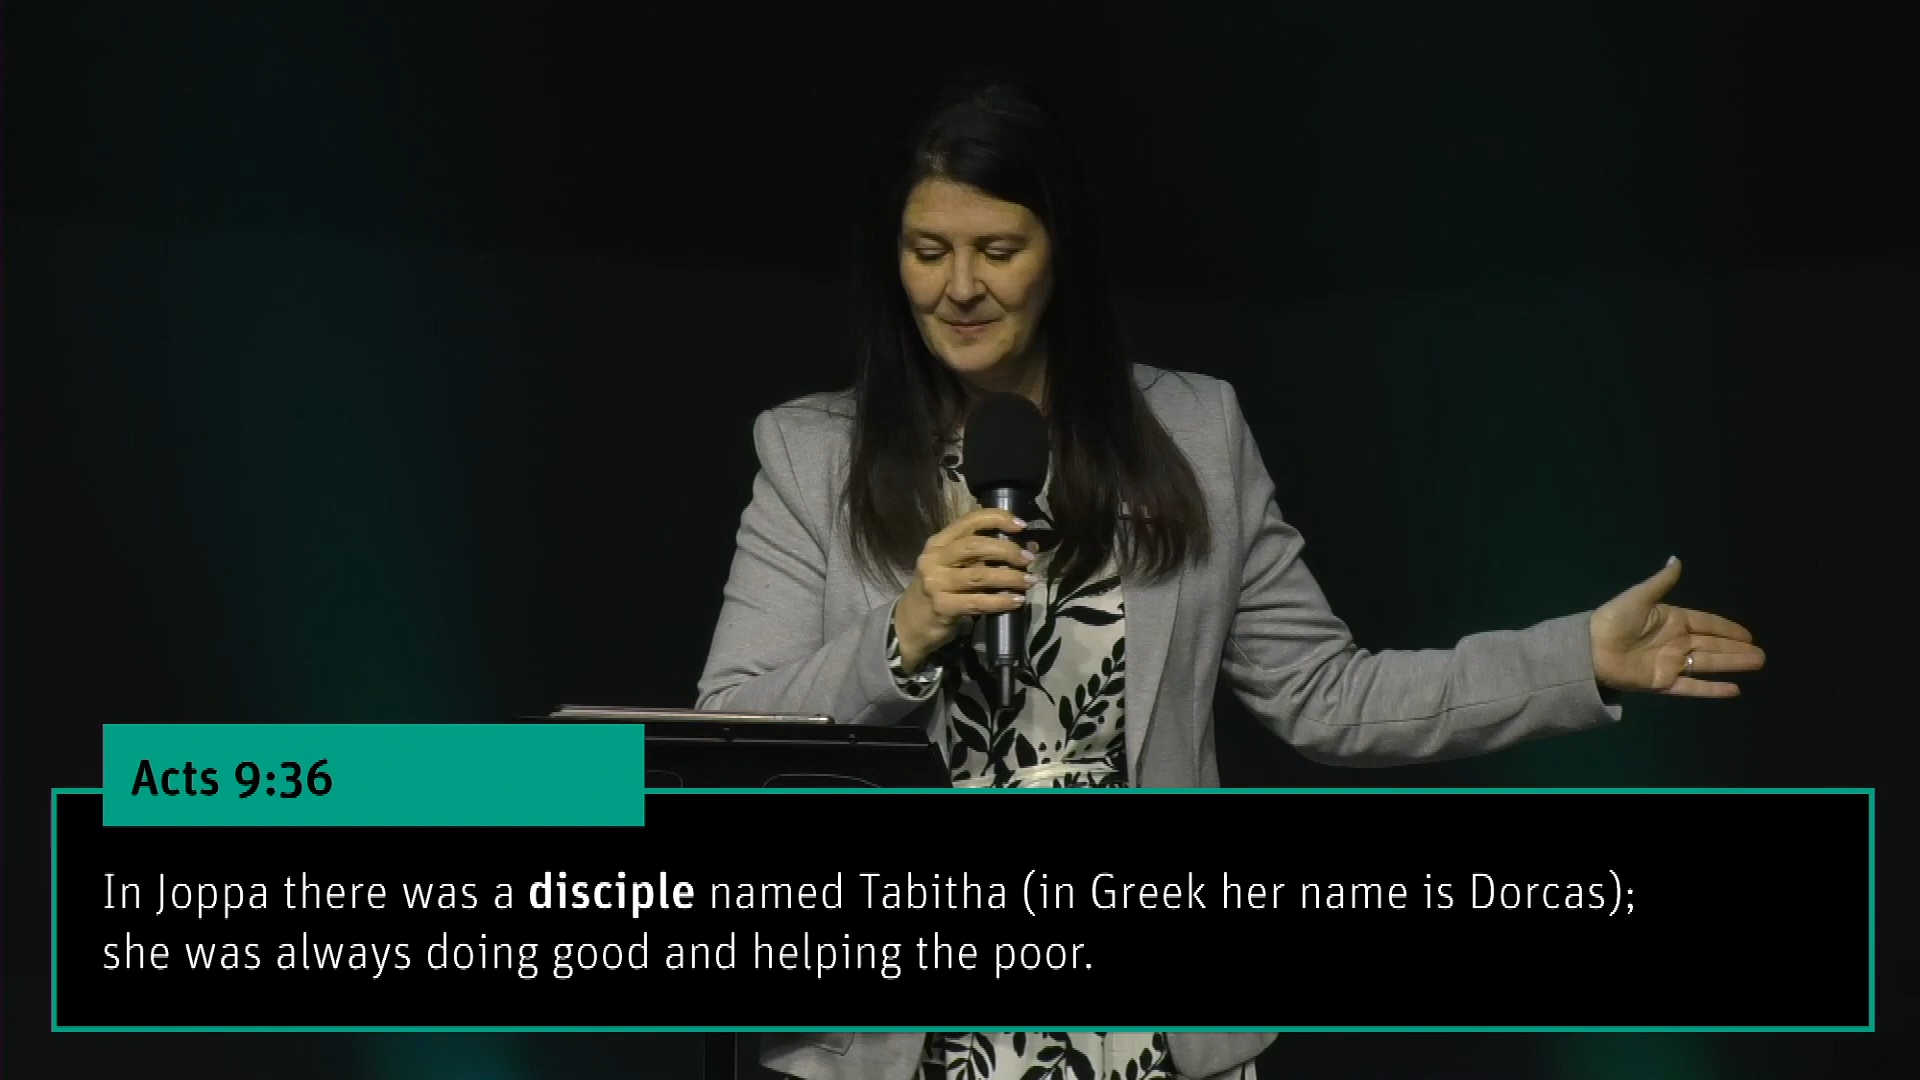 Acts 9:36
In Joppa there was a disciple named Tabitha (in Greek her name is Dorcas);
she was always doing good and helping the poor.